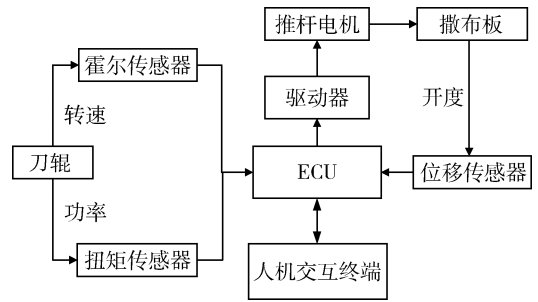 推杆电机
撒布板
霍尔传感器
转速
驱动器
开度
刀辊
ECU
位移传感器
功率
扭矩传感器
人机交互终端